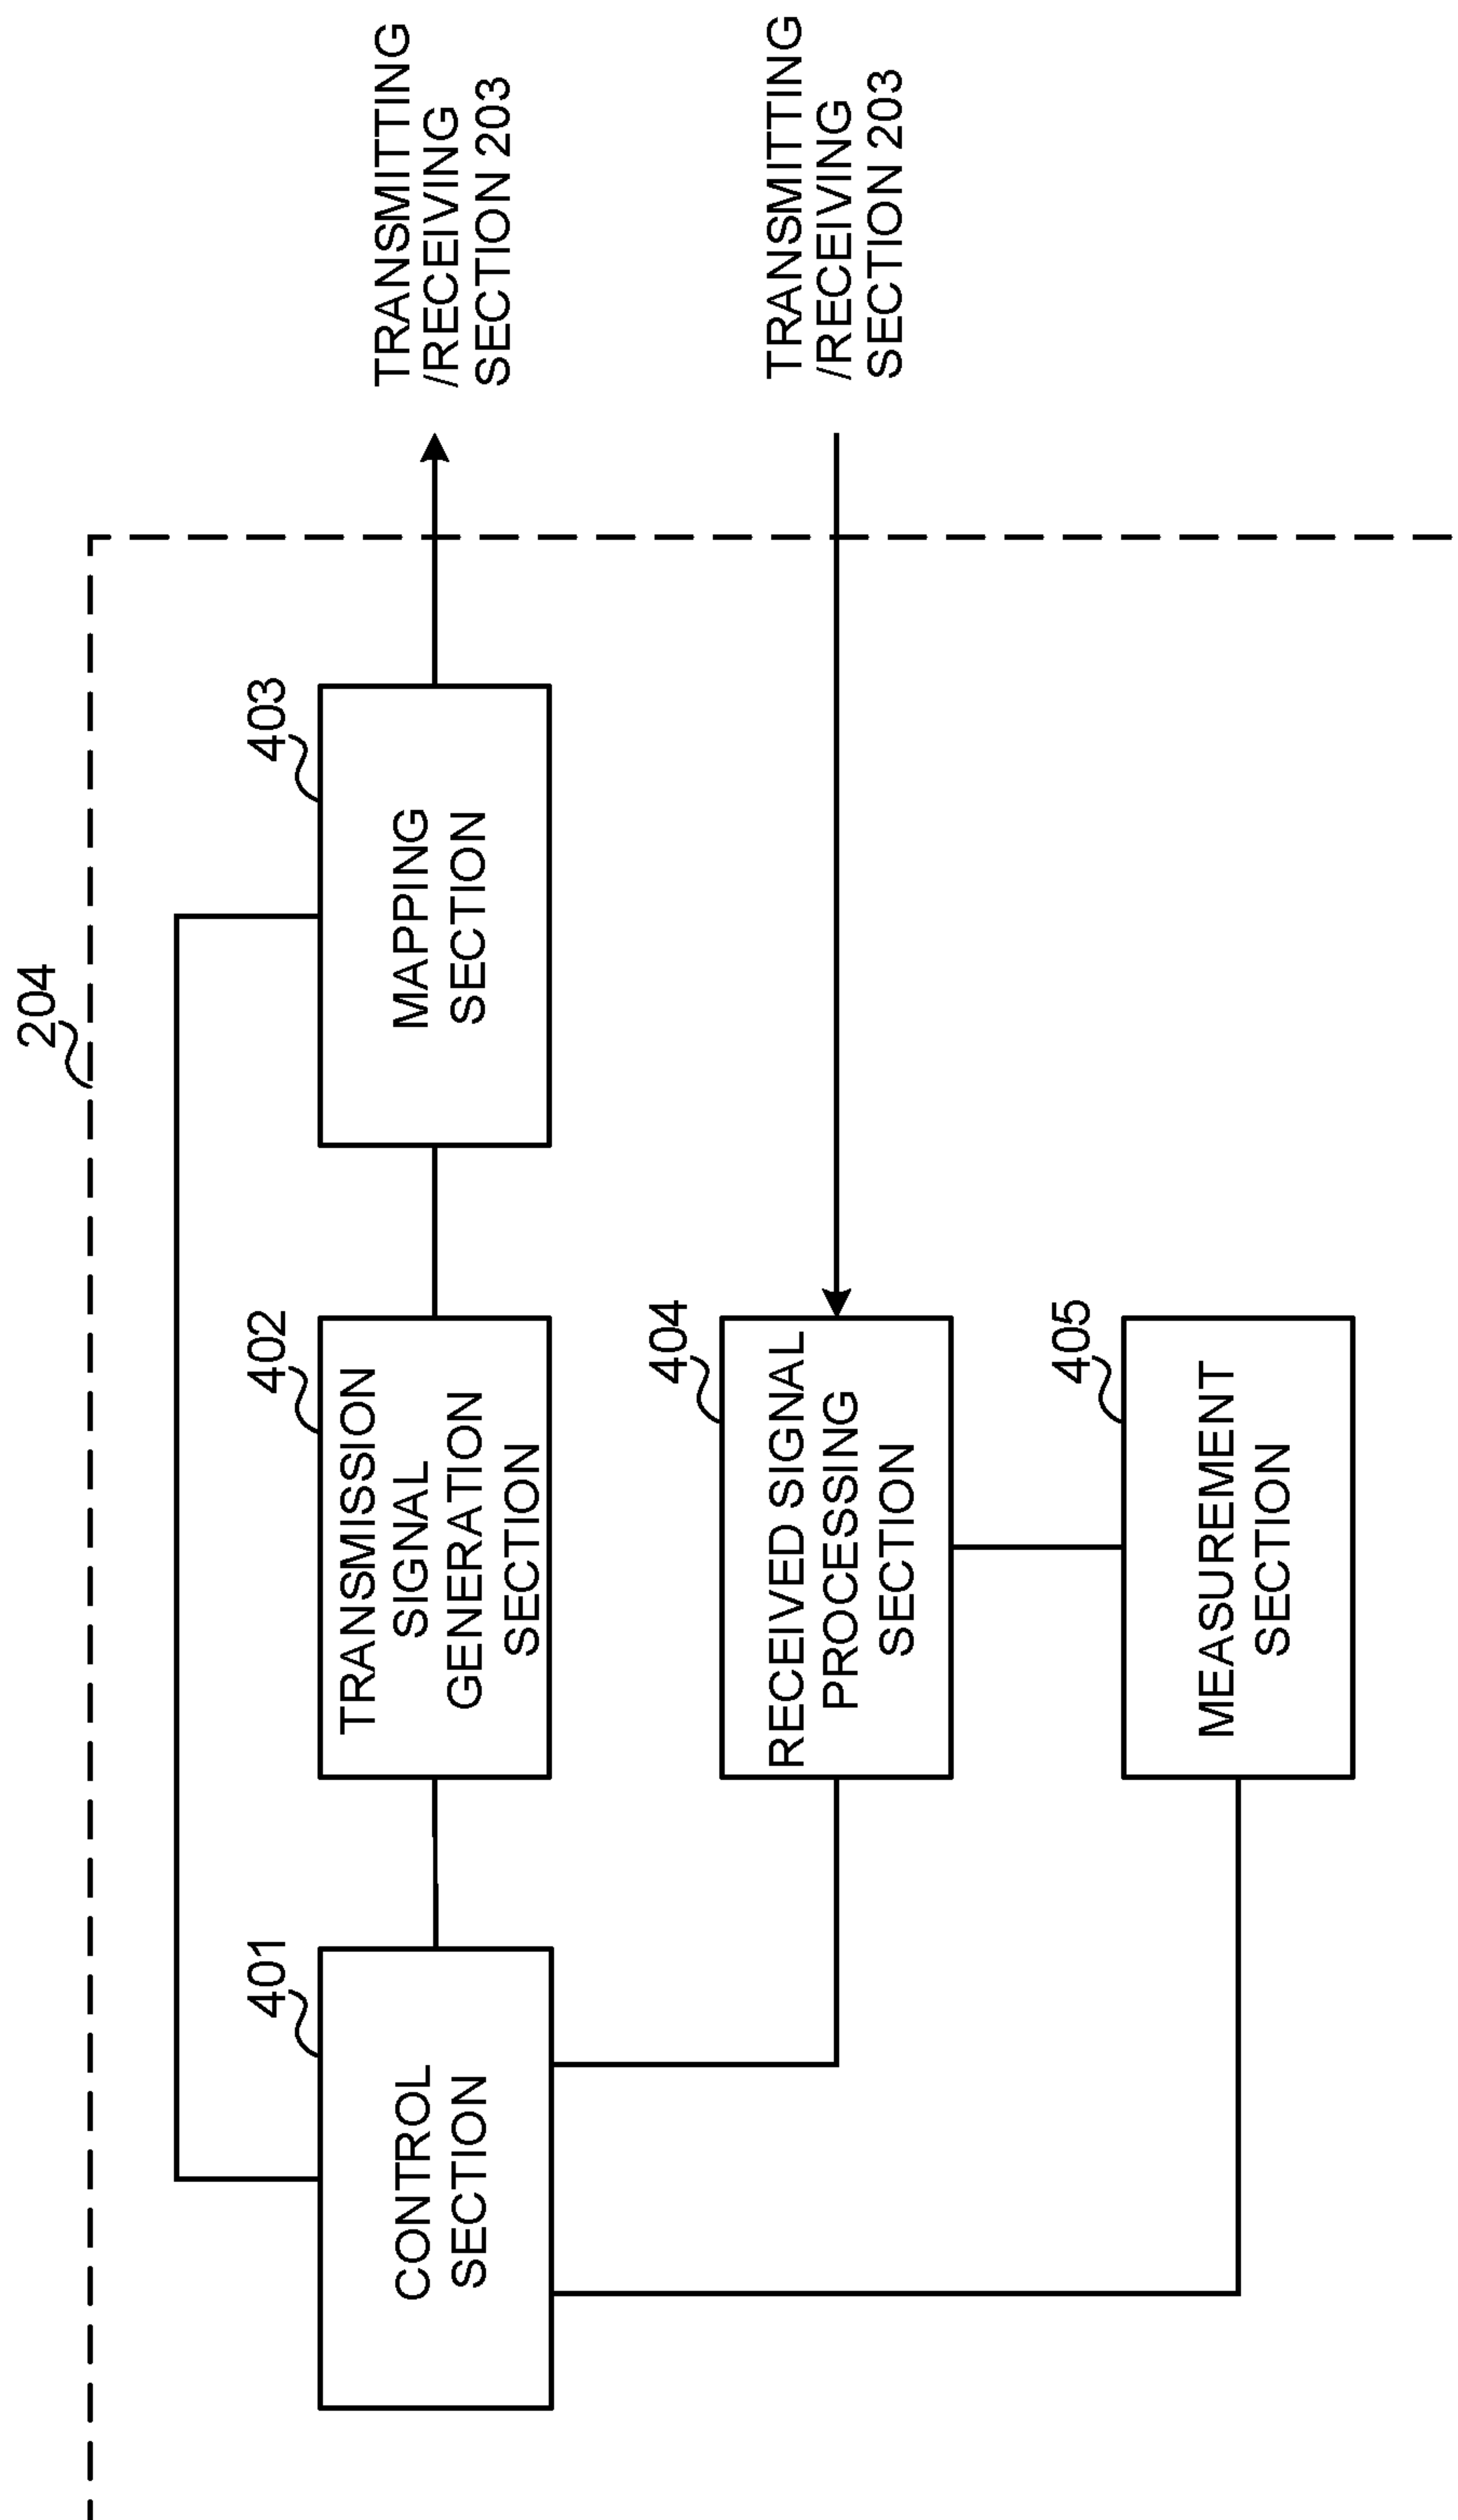 204
401
CONTROL
SECTION
402
TRANSMISSION
SIGNAL
GENERATION
SECTION
403
MAPPING
SECTION
TRANSMITTING
/RECEIVING
SECTION 203
404
RECEIVED SIGNAL
PROCESSING
SECTION
TRANSMITTING
/RECEIVING
SECTION 203
405
MEASUREMENT
SECTION